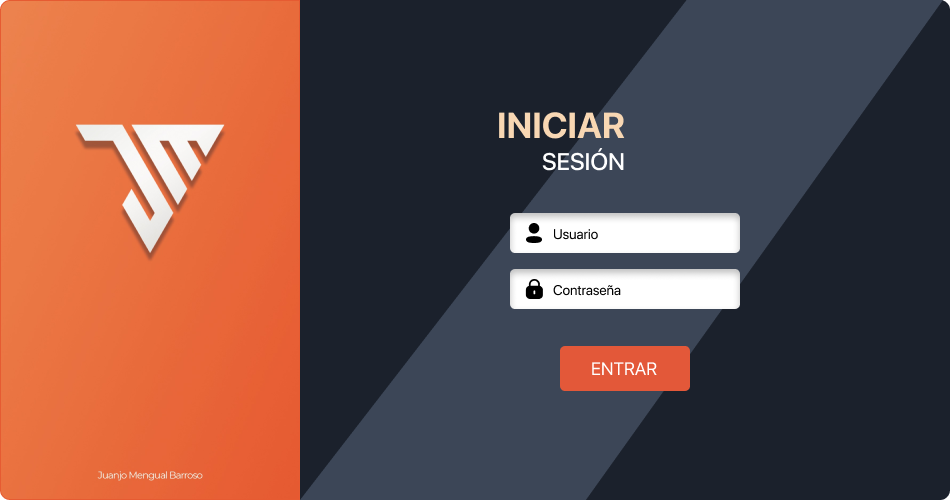 INICIAR
SESIÓN
Usuario
Contraseña
ENTRAR
Juanjo Mengual Barroso